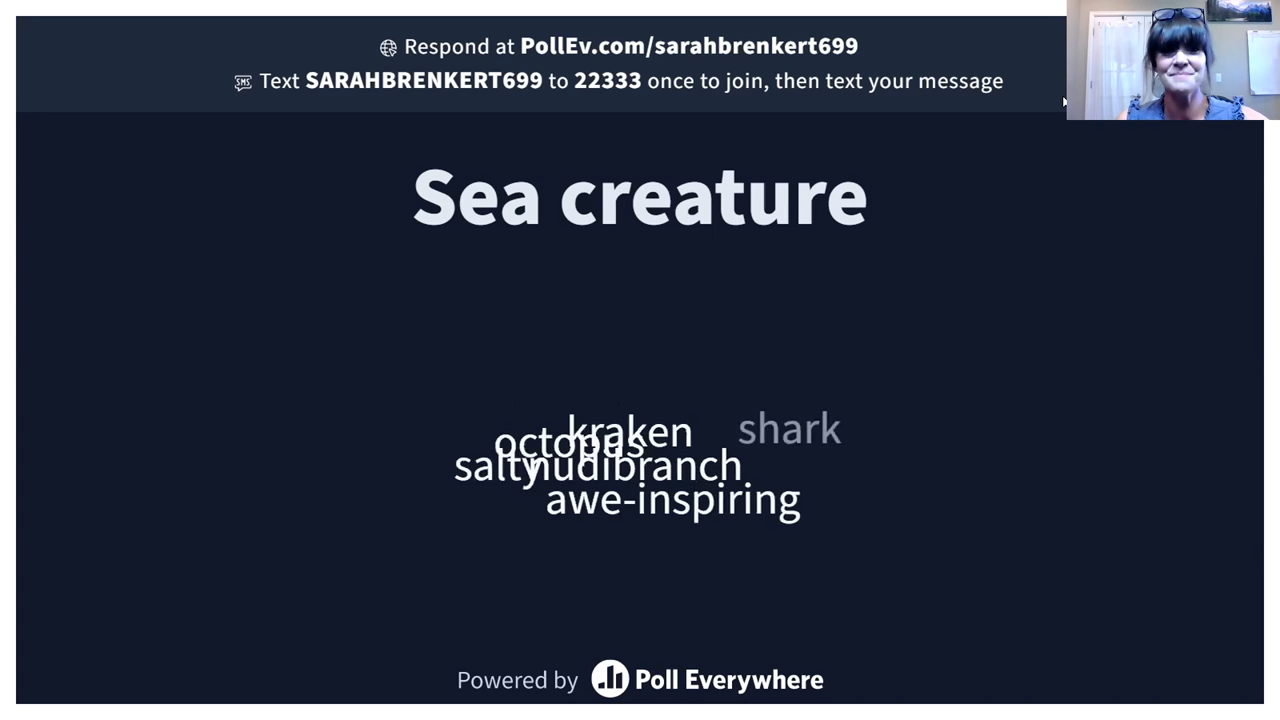 Respond at PollEv.com/sarahbrenkert699
SMS Text SARAHBRENKERT699 to 22333 once to join, then text your message
Sea creature
kraken shark
octopus
salty nudibranch
awe-inspiring
Powered by Poll Everywhere